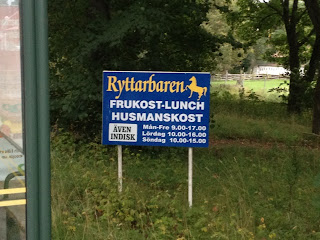 Ryttarbaren
FRUKOST-LUNCH
HUSMANSKOST
ÄVEN
INDISK
Mån-Fre 9.00-17.00
Lördag 10.00-16.00
Söndag 10.00-15.00